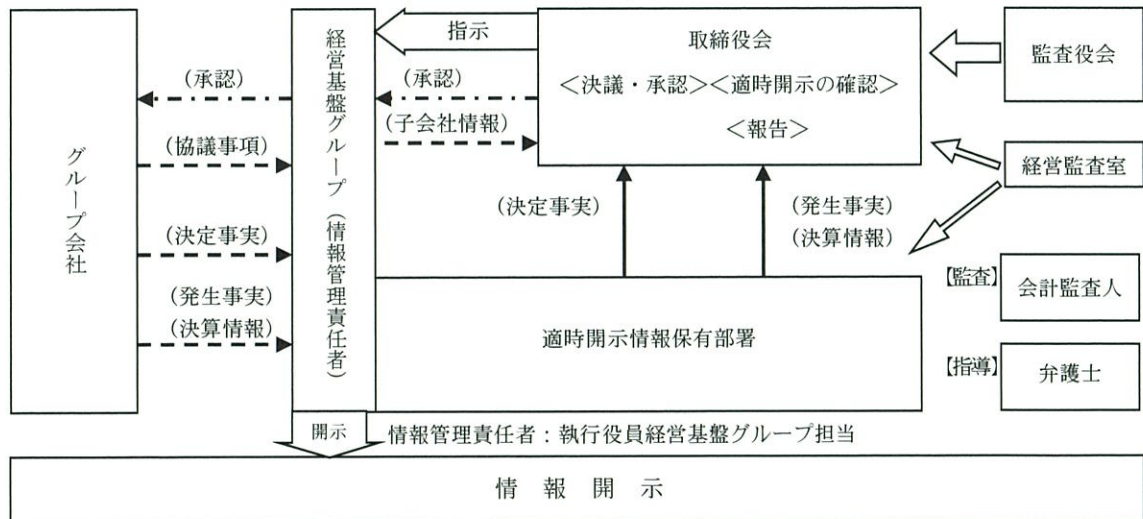 グループ会社
(承認)
(協議事項)
(決定事実)
(発生事実)
(決算情報)
経営基盤グループ(情報管理責任者)
指示
(承認)
(子会社情報)
取締役会
<決議・承認><適時開示の確認>
<報告>
監査役会
経営監査室
(決定事実)
(発生事実)
(決算情報)
適時開示情報保有部署
【監査】
会計監査人
【指導】
弁護士
開示
情報管理責任者:執行役員経営基盤グループ担当
情報開示